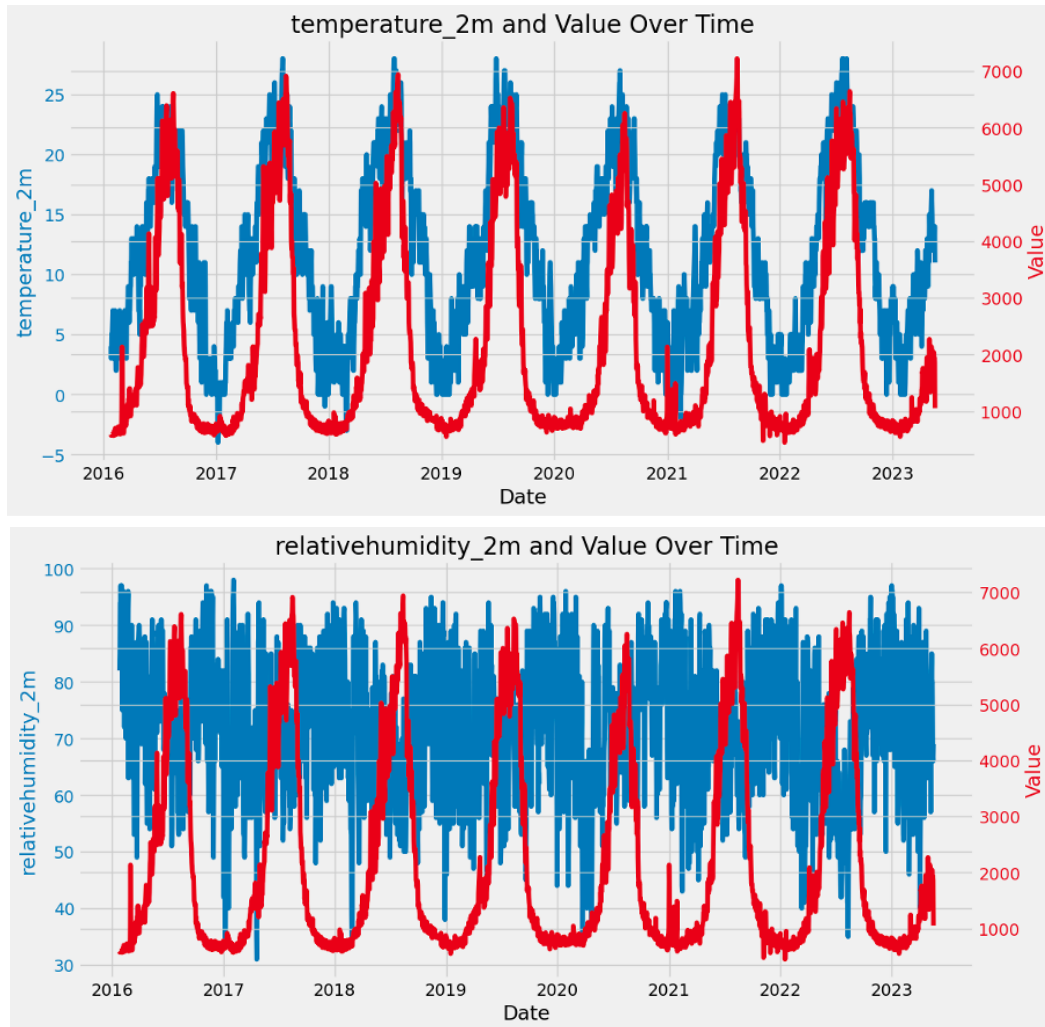 temperature_2m and Value Over Time
temperature_2m
25
20
15
10
5
0
−5
7000
6000
5000
4000
3000
2000
1000
Value
2016 2017 2018 2019 2020 2021 2022 2023
Date
relativehumidity_2m and Value Over Time
relativehumidity_2m
100
90
80
70
60
50
40
30
7000
6000
5000
4000
3000
2000
1000
Value
2016 2017 2018 2019 2020 2021 2022 2023
Date